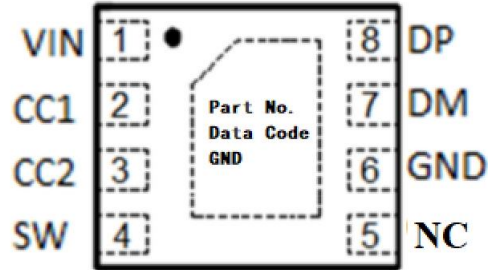 VIN 1 8 DP
CC1 2 Part No. 7 DM
Data Code
CC2 3 GND 6 GND
SW 4 5 NC